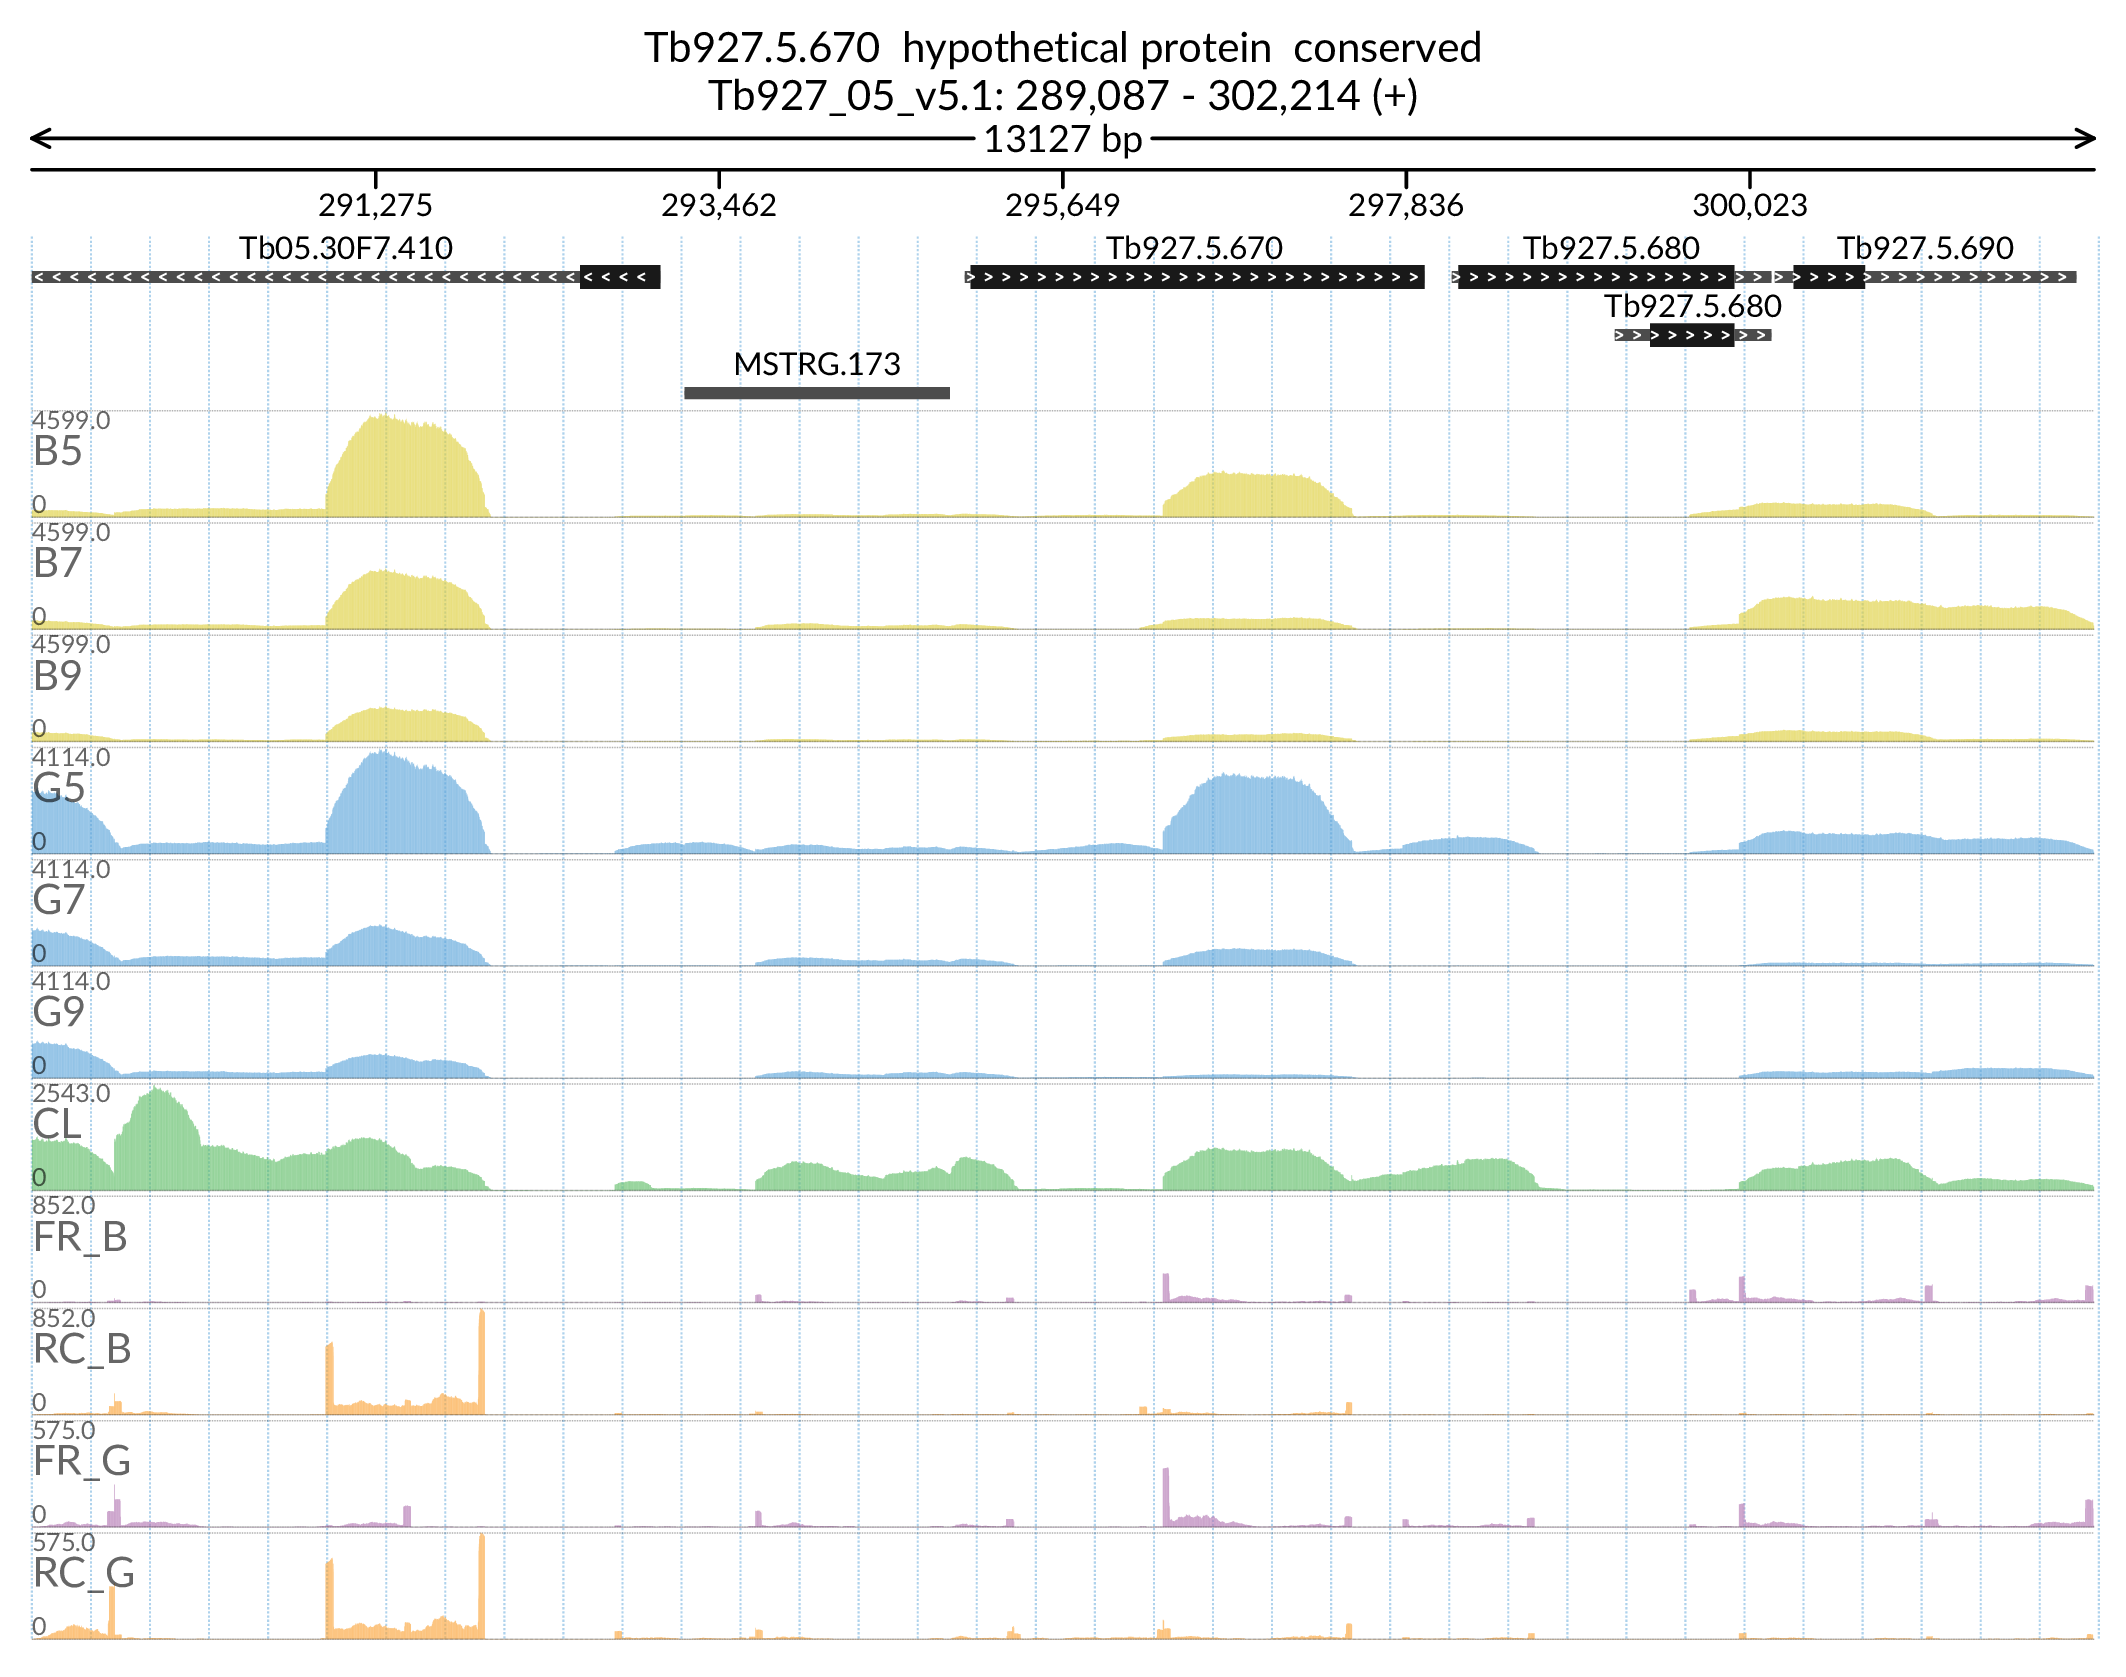 Tb927.5.670 hypothetical protein conserved
Tb927_05_v5.1: 289,087 - 302,214 (+)
13127 bp
291,275 293,462 295,649 297,836 300,023
Tb05.30F7.410 Tb927.5.670 Tb927.5.680 Tb927.5.690
Tb927.5.680
MSTRG.173
4599.0
B5
0
4599.0
B7
0
4599.0
B9
0
4114.0
G5
0
4114.0
G7
0
4114.0
G9
0
2543.0
CL
0
852.0
FR_B
0
852.0
RC_B
0
575.0
FR_G
0
575.0
RC_G
0